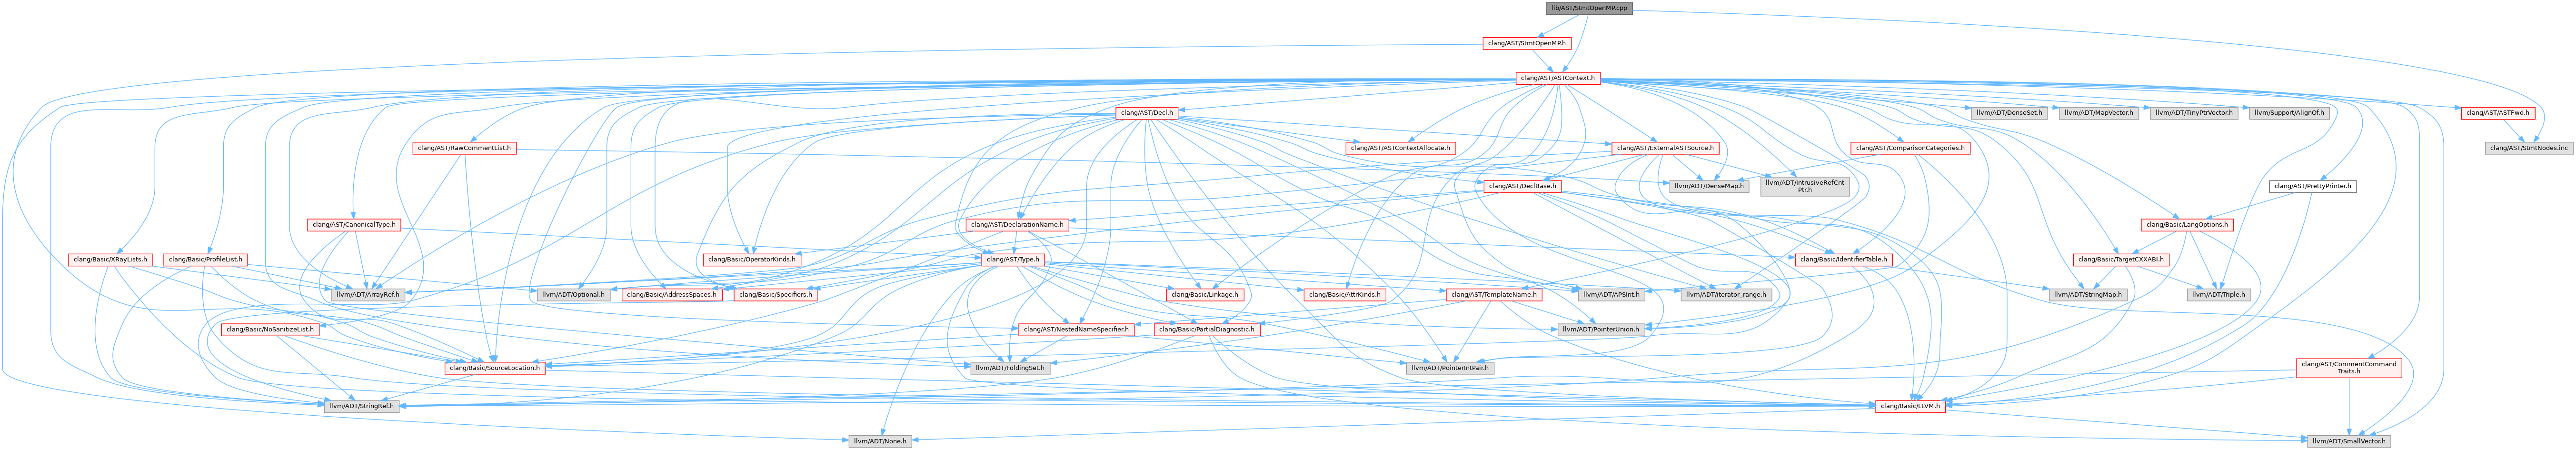 lib/AST/StmtOpenMP.cpp
clang/AST/StmtOpenMP.h
clang/AST/ASTContext.h
clang/AST/Decl.h
llvm/ADT/DenseSet.h
llvm/ADT/MapVector.h
llvm/ADT/TinyPtrVector.h
llvm/Support/AlignOf.h
clang/AST/ASTFwd.h
clang/AST/RawCommentList.h
clang/AST/ASTContextAllocate.h
clang/AST/ExternalASTSource.h
clang/AST/ComparisonCategories.h
clang/AST/StmtNodes.inc
clang/AST/DeclBase.h
llvm/ADT/DenseMap.h
llvm/ADT/IntrusiveRefCnt
Ptr.h
clang/AST/PrettyPrinter.h
clang/AST/CanonicalType.h
clang/AST/DeclarationName.h
clang/Basic/LangOptions.h
clang/Basic/XRayLists.h
clang/Basic/ProfileList.h
clang/Basic/OperatorKinds.h
clang/AST/Type.h
clang/Basic/IdentifierTable.h
clang/Basic/TargetCXXABI.h
llvm/ADT/ArrayRef.h
llvm/ADT/Optional.h
clang/Basic/AddressSpaces.h
clang/Basic/Specifiers.h
clang/Basic/Linkage.h
clang/Basic/AttrKinds.h
clang/AST/TemplateName.h
llvm/ADT/APSInt.h
llvm/ADT/iterator_range.h
llvm/ADT/StringMap.h
llvm/ADT/Triple.h
clang/Basic/NoSanitizeList.h
clang/AST/NestedNameSpecifier.h
clang/Basic/PartialDiagnostic.h
llvm/ADT/PointerUnion.h
clang/Basic/SourceLocation.h
llvm/ADT/FoldingSet.h
llvm/ADT/PointerIntPair.h
clang/AST/CommentCommand
Traits.h
llvm/ADT/StringRef.h
clang/Basic/LLVM.h
llvm/ADT/None.h
llvm/ADT/SmallVector.h